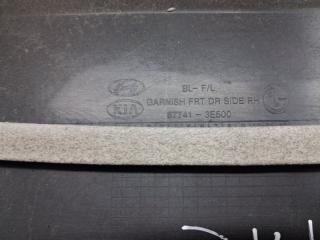 BL- F/L
KIA GARNISH FRT DR SIDE RH
87741 - 3E500